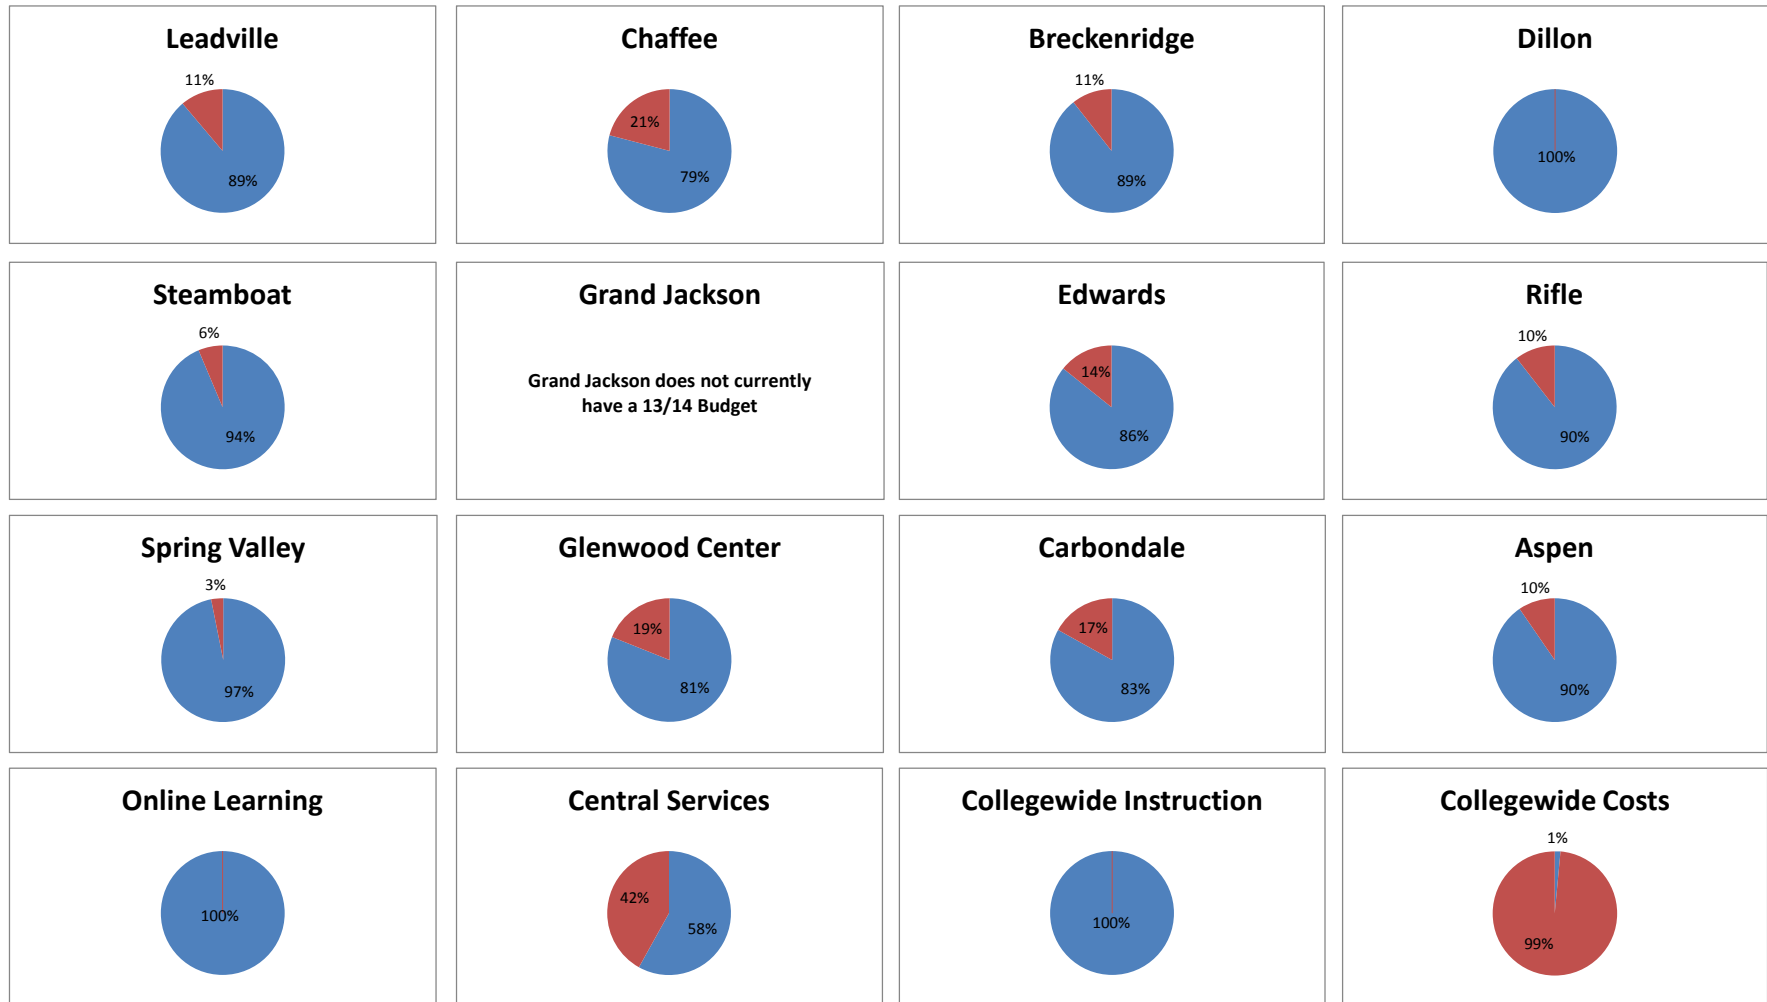 Leadville
11%
89%
Chaffee
21%
79%
Breckenridge
11%
89%
Dillon
100%
Steamboat
6%
94%
Grand Jackson
Grand Jackson does not currently
have a 13/14 Budget
Edwards
14%
86%
Rifle
10%
90%
Spring Valley
3%
97%
Glenwood Center
19%
81%
Carbondale
17%
83%
Aspen
10%
90%
Online Learning
100%
Central Services
42%
58%
Collegewide Instruction
100%
Collegewide Costs
1%
99%